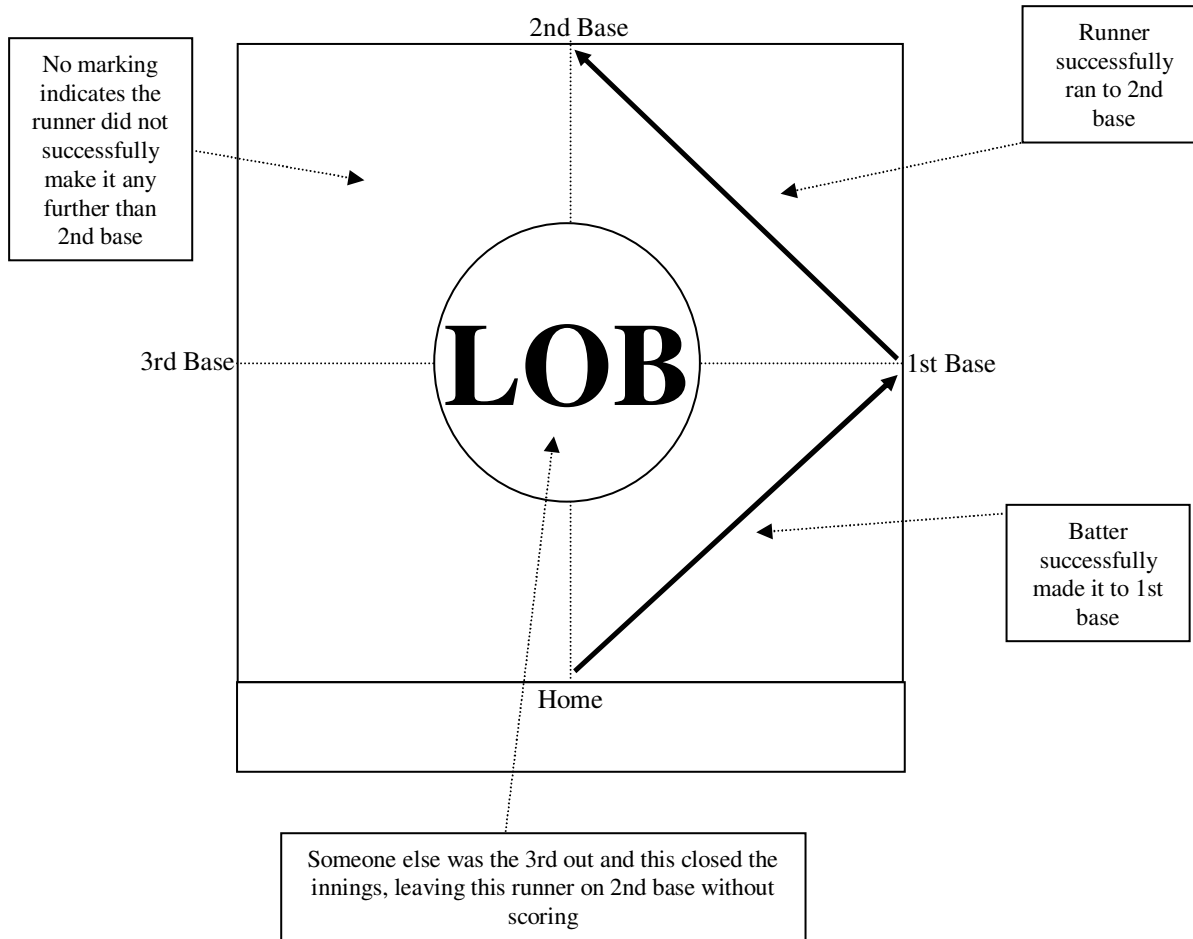 2nd Base
No marking
indicates the
runner did not
successfully
make it any
further than
2nd base
Runner
successfully
ran to 2nd
base
3rd Base
LOB
1st Base
Batter
successfully
made it to 1st
base
Home
Someone else was the 3rd out and this closed the
innings, leaving this runner on 2nd base without
scoring